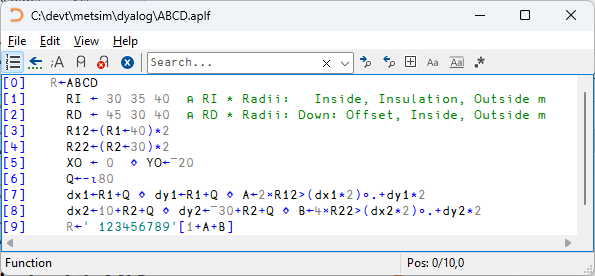 C:\devt\metsim\dyalog\ABCD.aplf
File Edit View Help
Search... Aa Aa .*
[0] R←ABCD
[1] RI ← 30 35 40 ⍝ RI * Radii: Inside, Insulation, Outside m
[2] RD ← 45 30 40 ⍝ RD * Radii: Down: Offset, Inside, Outside m
[3] R12←(R1←40)*2
[4] R22←(R2←30)*2
[5] XO ← 0 ⋄ YO←¯20
[6] Q←-⍳80
[7] dx1←R1+Q ⋄ dy1←R1+Q ⋄ A←2×R12>(dx1*2)∘.+dy1*2
[8] dx2←10+R2+Q ⋄ dy2←¯30+R2+Q ⋄ B←4×R22>(dx2*2)∘.+dy2*2
[9] R←' 123456789'[1+A+B]
Function Pos: 0/10,0